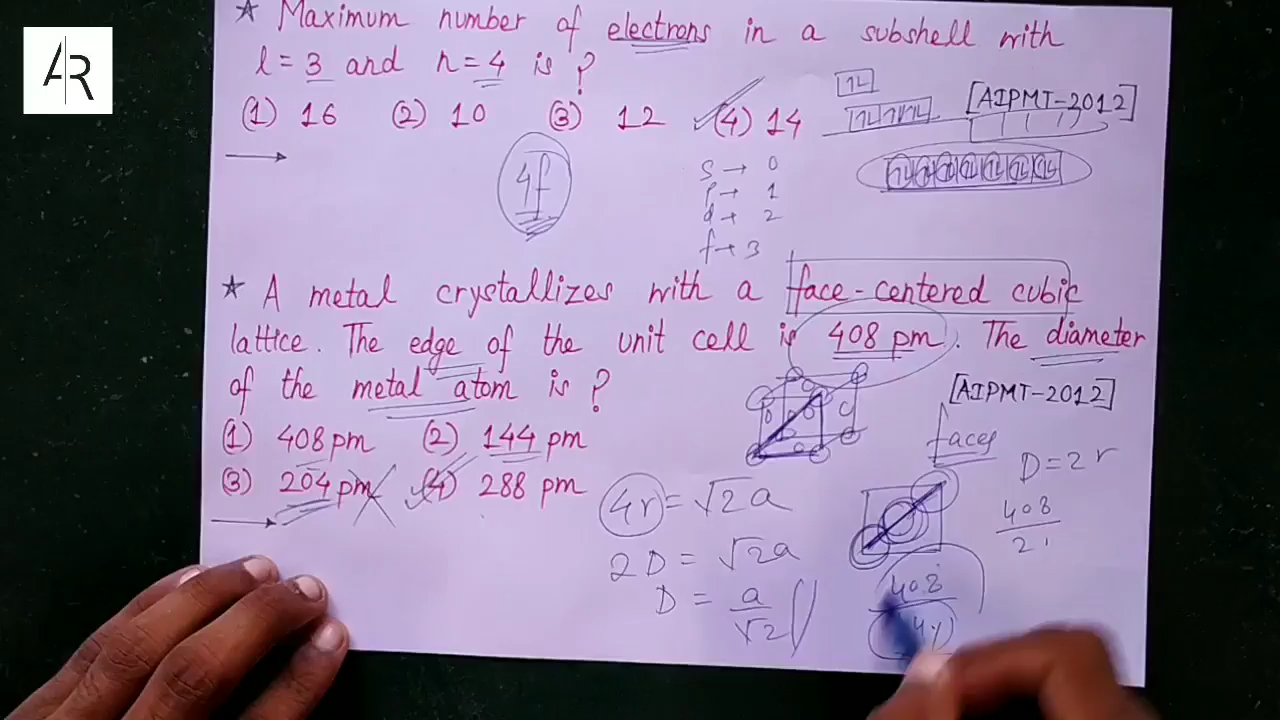 AR
★ Maximum number of electrons in a subshell with
l = 3 and n = 4 is ?
(1) 16 (2) 10 (3) 12 (4) 14
[AIPMT-2012]
4f
s → 0
p → 1
d → 2
f → 3
★ A metal crystallizes with a face-centered cubic
lattice. The edge of the unit cell is 408 pm. The diameter
of the metal atom is ?
[AIPMT-2012]
(1) 408 pm (2) 144 pm
(3) 204 pm (4) 288 pm
faces
D = 2r
408
2
4r = √2a
2D = √2a
D = a
√2
408